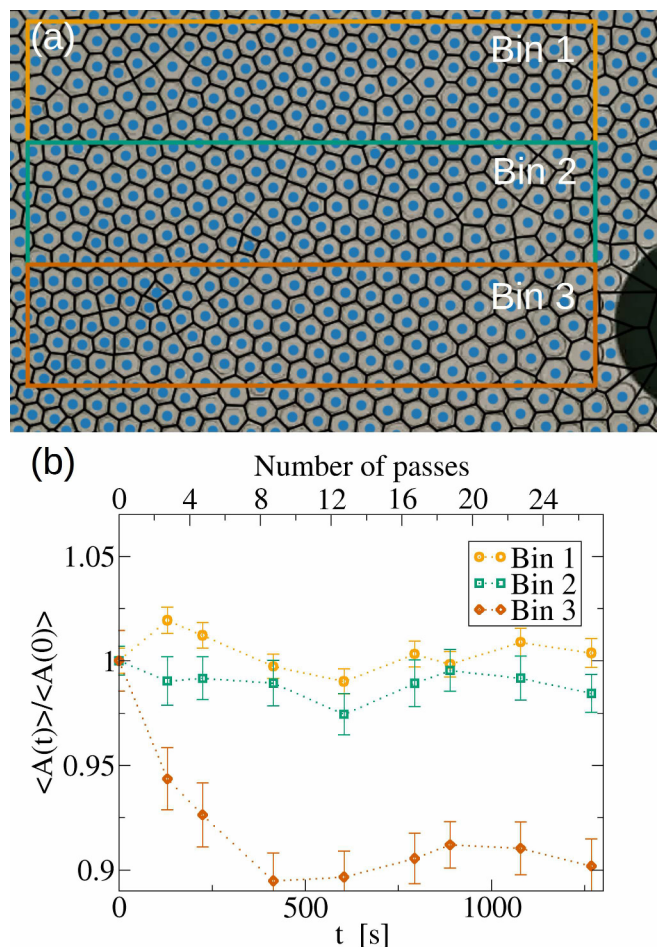 (a)
Bin 1
Bin 2
Bin 3
(b)
Number of passes
0 4 8 12 16 20 24
1.05
1
0.95
0.9
<A(t)>/<A(0)>
Bin 1
Bin 2
Bin 3
0 500 1000
t [s]